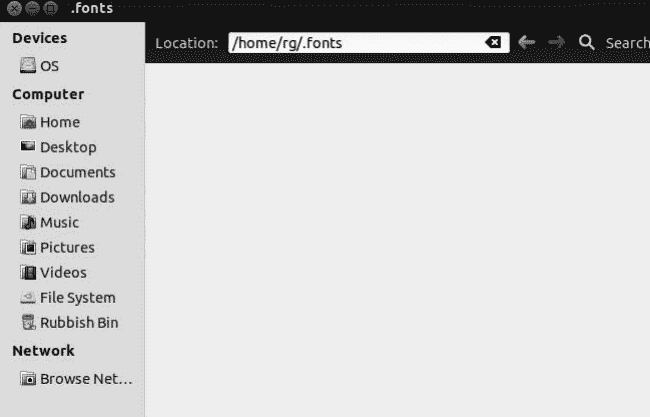 .fonts
Devices
OS
Computer
Home
Desktop
Documents
Downloads
Music
Pictures
Videos
File System
Rubbish Bin
Network
Browse Net…
Location: /home/rg/.fonts Search